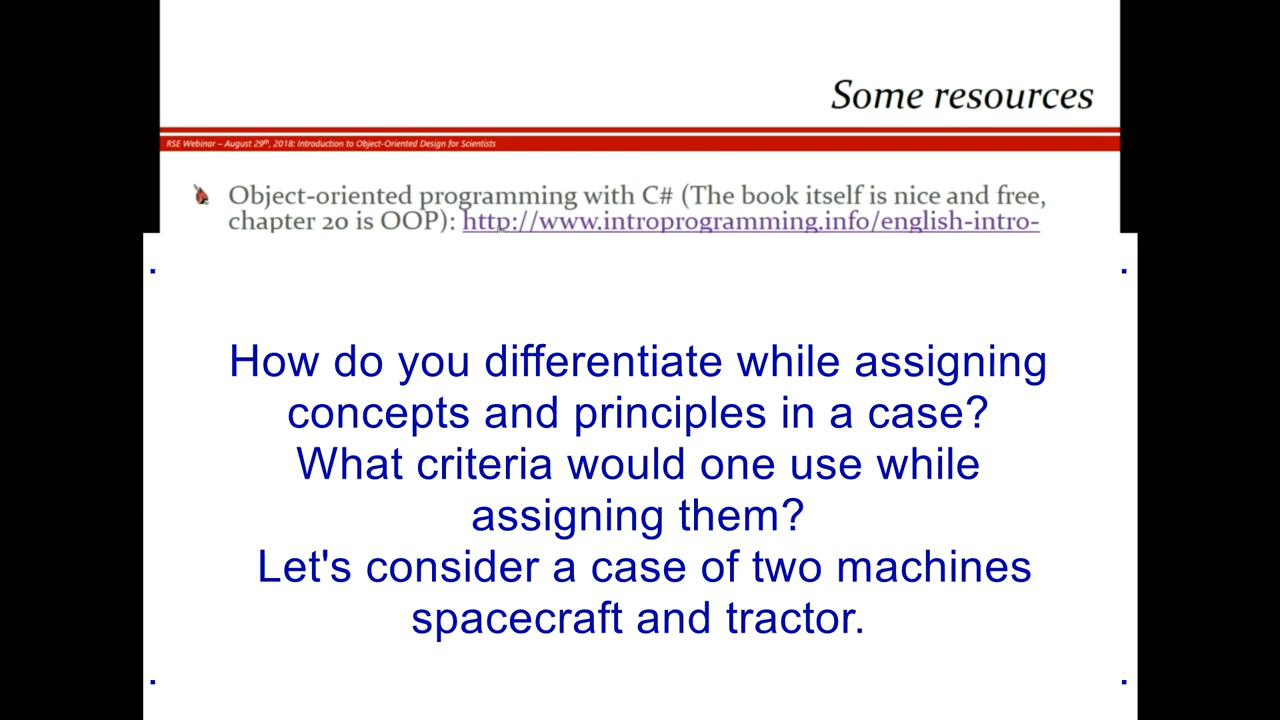 Some resources
RSE Webinar – August 29th, 2018: Introduction to Object-Oriented Design for Scientists
Object-oriented programming with C# (The book itself is nice and free,
chapter 20 is OOP): http://www.introprogramming.info/english-intro-
How do you differentiate while assigning
concepts and principles in a case?
What criteria would one use while
assigning them?
Let's consider a case of two machines
spacecraft and tractor.